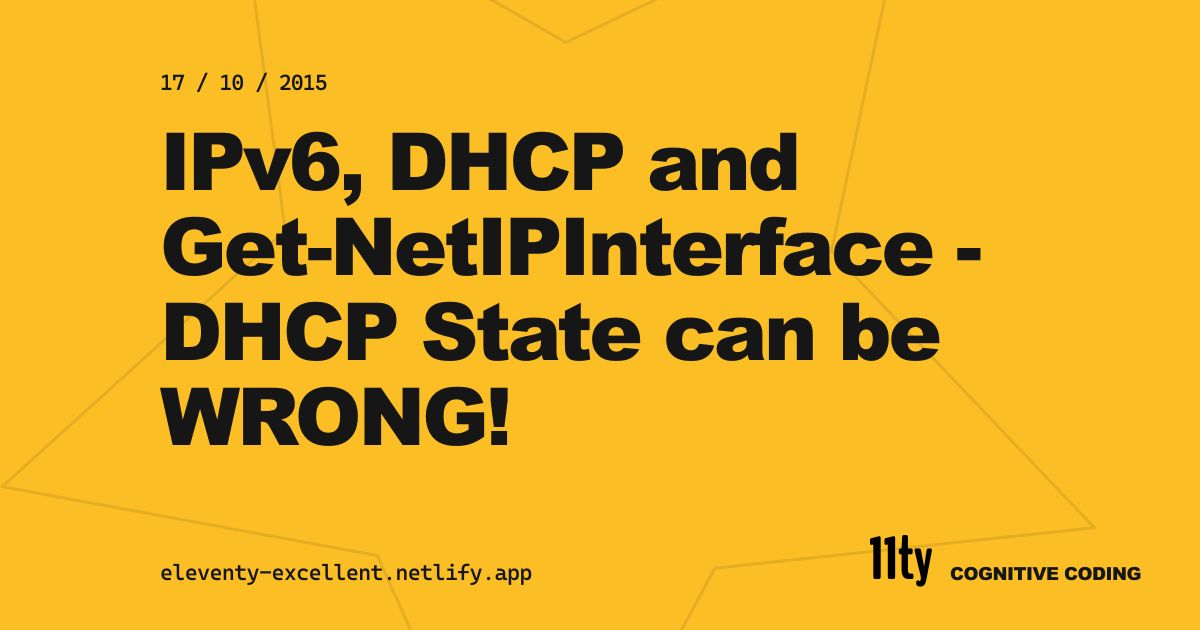 17 / 10 / 2015
IPv6, DHCP and
Get-NetIPInterface -
DHCP State can be
WRONG!
eleventy-excellent.netlify.app
11ty COGNITIVE CODING